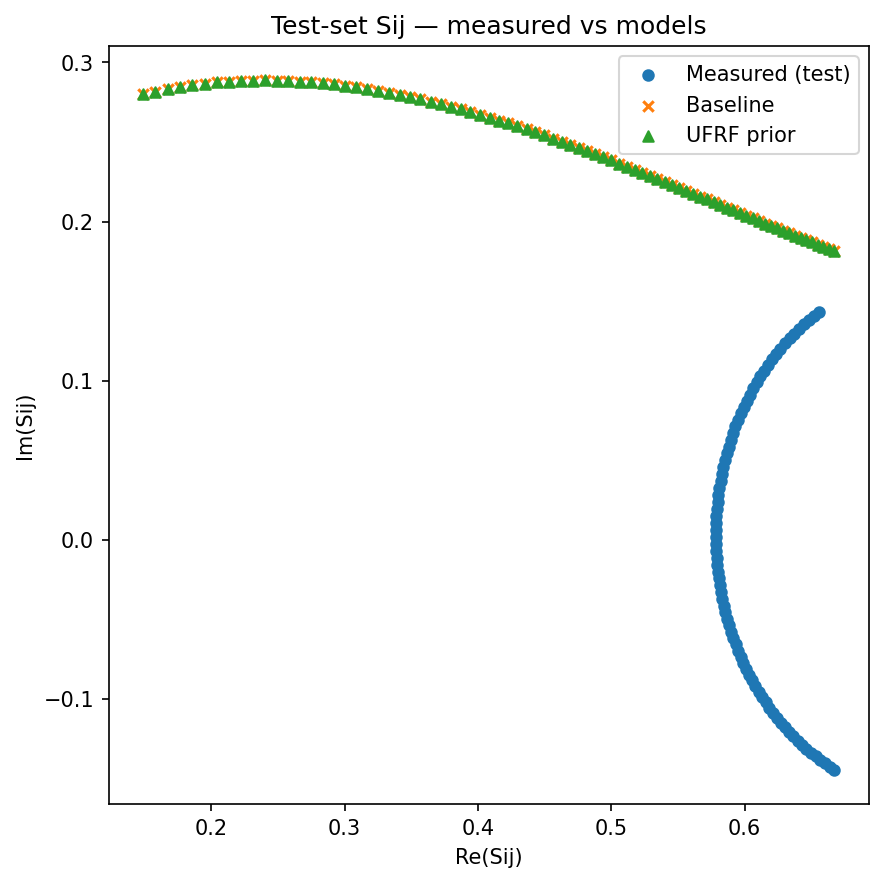 Test-set Sij — measured vs models
Measured (test)
Baseline
UFRF prior
Im(Sij)
0.3
0.2
0.1
0.0
−0.1
0.2 0.3 0.4 0.5 0.6
Re(Sij)